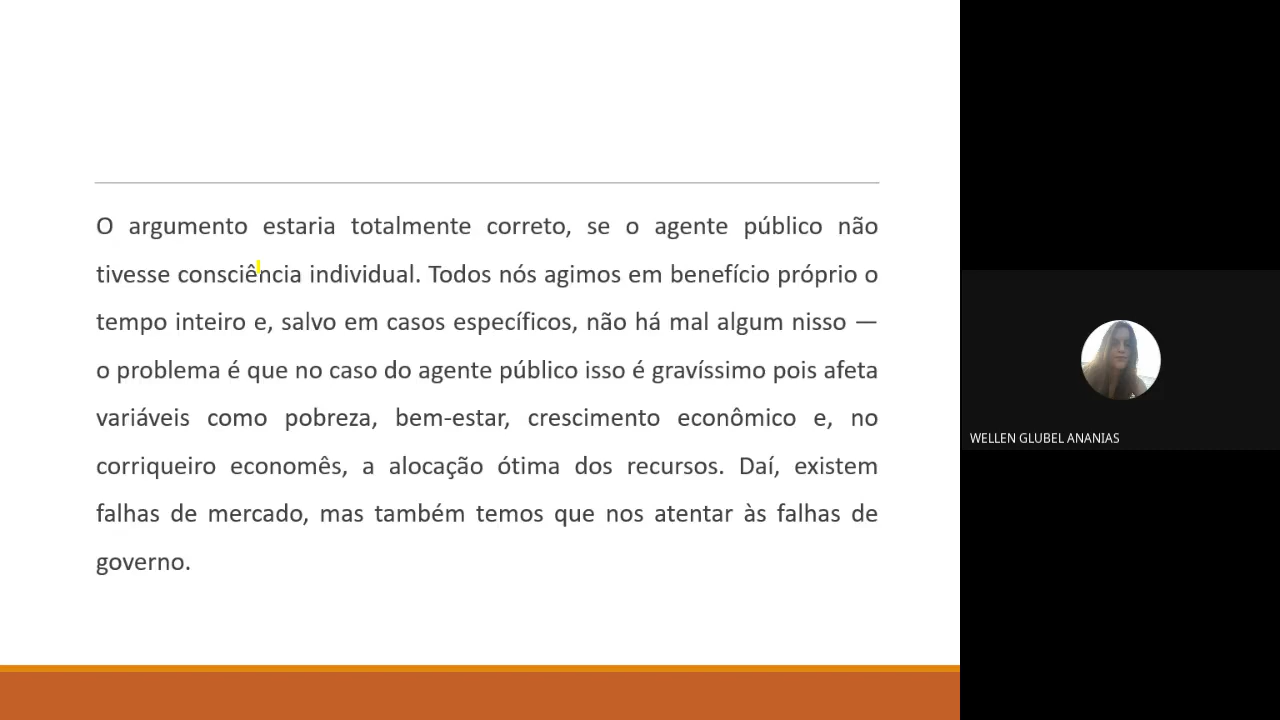 O argumento estaria totalmente correto, se o agente público não
tivesse consciência individual. Todos nós agimos em benefício próprio o
tempo inteiro e, salvo em casos específicos, não há mal algum nisso —
o problema é que no caso do agente público isso é gravíssimo pois afeta
variáveis como pobreza, bem-estar, crescimento econômico e, no
corriqueiro economês, a alocação ótima dos recursos. Daí, existem
falhas de mercado, mas também temos que nos atentar às falhas de
governo.
WELLEN GLUBEL ANANIAS